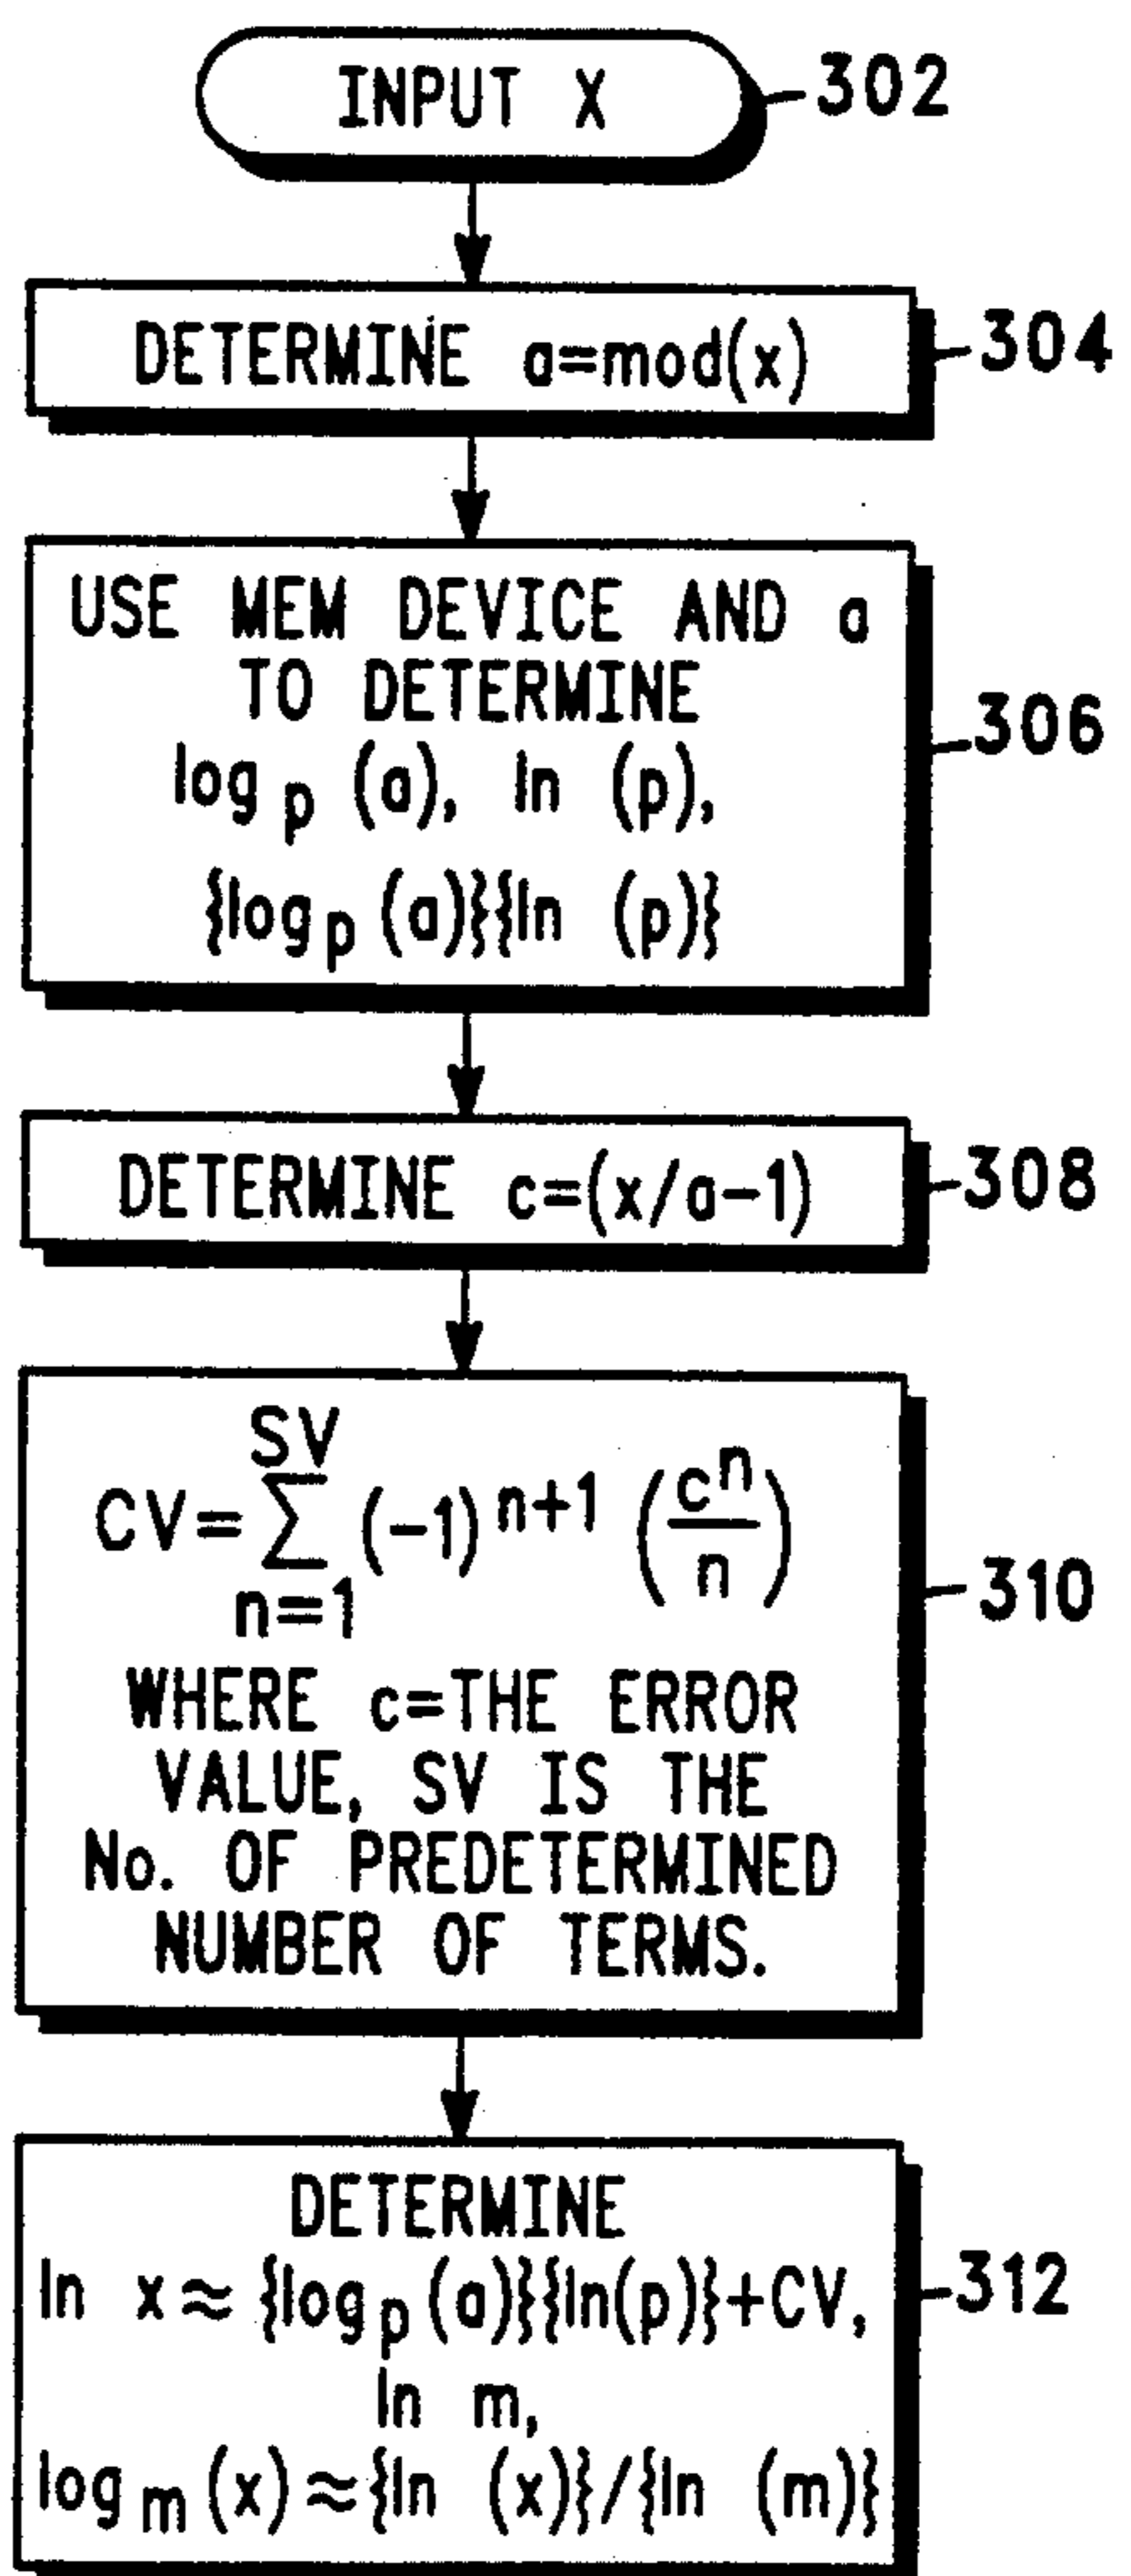 INPUT X
302
DETERMINE a=mod(x)
304
USE MEM DEVICE AND a
TO DETERMINE
log p (a), ln (p),
{log p (a)}{ln (p)}
306
DETERMINE c=(x/a-1)
308
SV
CV=∑ (-1) n+1 (c^n/n)
n=1
WHERE c=THE ERROR
VALUE, SV IS THE
No. OF PREDETERMINED
NUMBER OF TERMS.
310
DETERMINE
ln x≈{log p (a)}{ln(p)}+CV,
ln m,
log m (x)≈{ln (x)}/{ln (m)}
312